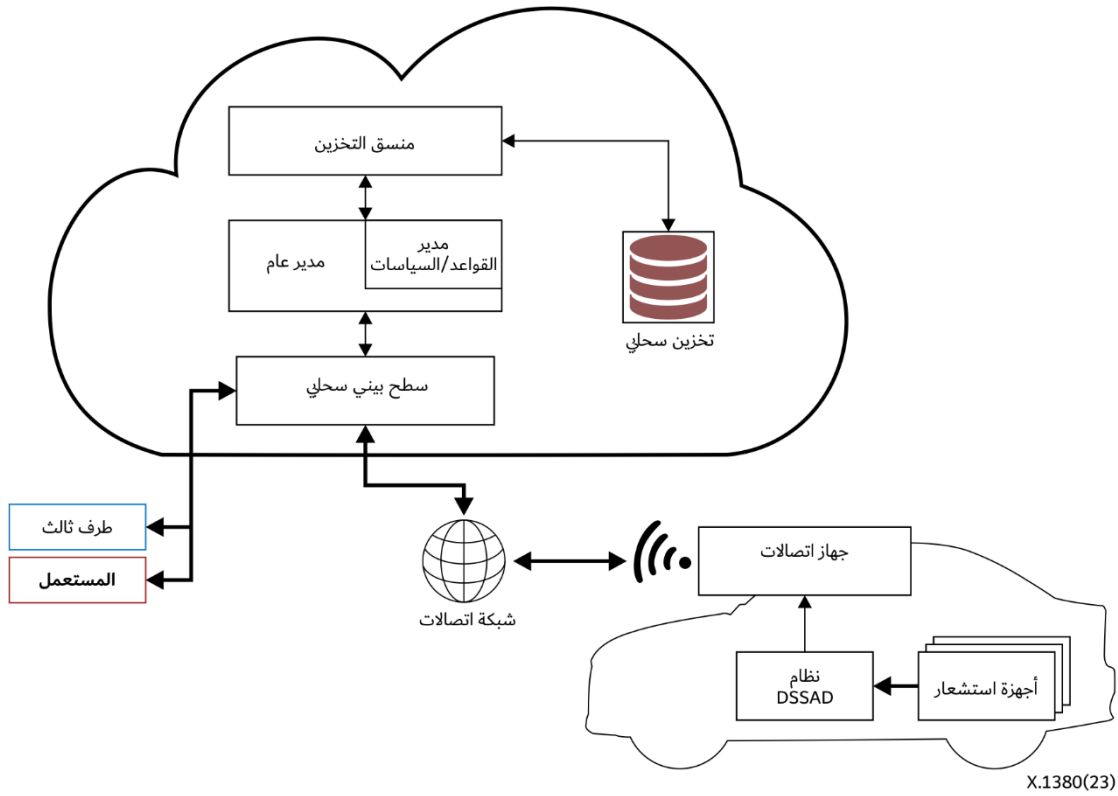 منسق التخزين
مدير عام
مدير
القواعد/السياسات
تخزين سحابي
سطح بيني سحابي
طرف ثالث
المستعمل
شبكة اتصالات
جهاز اتصالات
نظام
DSSAD
أجهزة استشعار
X.1380(23)